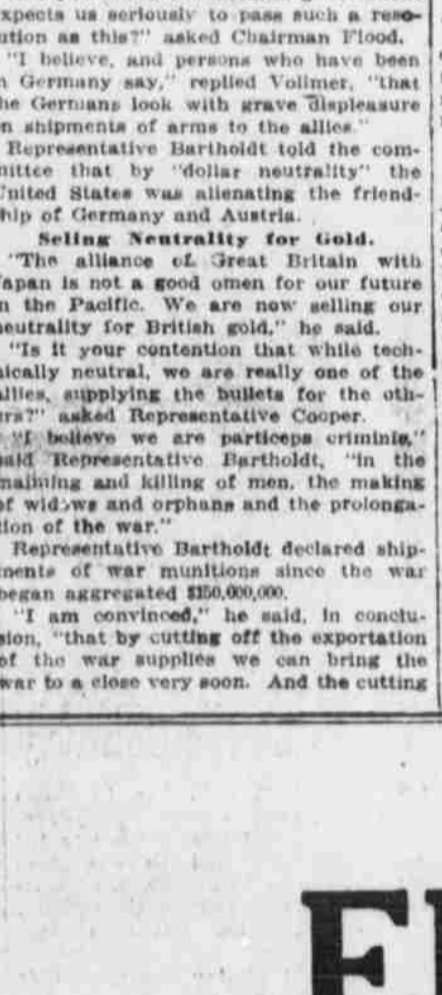 xpects us seriously to pass such a reso-
ution as this?" asked Chairman Flood.
"I believe, and persons who have been
n Germany say," replied Vollmer, "that
he Germans look with grave displeasure
n shipments of arms to the allies."
Representative Bartholdt told the com-
mittee that by "dollar neutrality" the
United States was alienating the friend-
hip of Germany and Austria.
Seling Neutrality for Gold.
"The alliance of Great Britain with
Japan is not a good omen for our future
n the Pacific. We are now selling our
neutrality for British gold," he said.
"Is it your contention that while tech-
nically neutral, we are really one of the
allies, supplying the bullets for the oth-
ers?" asked Representative Cooper.
"I believe we are particeps criminis,"
said Representative Bartholdt, "in the
maiming and killing of men, the making
of widows and orphans and the prolonga-
tion of the war."
Representative Bartholdt declared ship-
ments of war munitions since the war
began aggregated $150,000,000.
"I am convinced," he said, in conclu-
sion, "that by cutting off the exportation
of the war supplies we can bring the
war to a close very soon. And the cutting